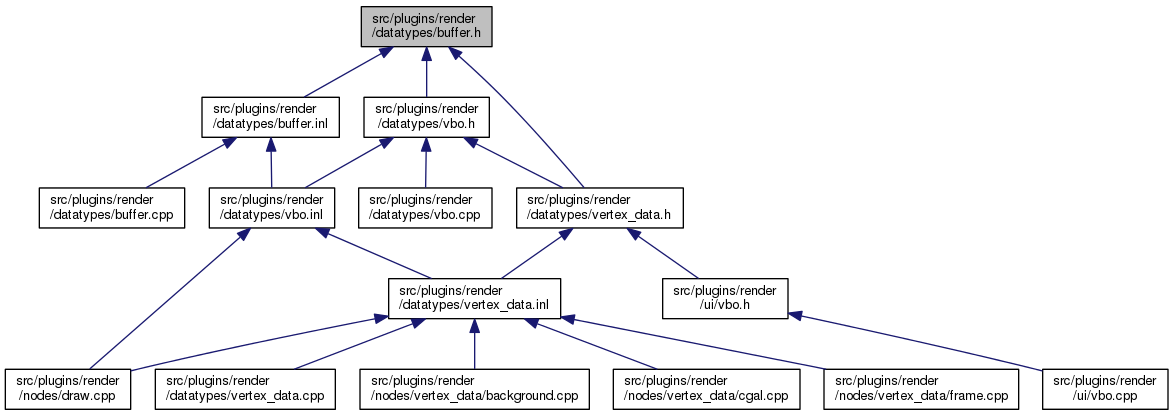 src/plugins/render
/datatypes/buffer.h
src/plugins/render
/datatypes/buffer.inl
src/plugins/render
/datatypes/vbo.h
src/plugins/render
/datatypes/buffer.cpp
src/plugins/render
/datatypes/vbo.inl
src/plugins/render
/datatypes/vbo.cpp
src/plugins/render
/datatypes/vertex_data.h
src/plugins/render
/datatypes/vertex_data.inl
src/plugins/render
/ui/vbo.h
src/plugins/render
/nodes/draw.cpp
src/plugins/render
/datatypes/vertex_data.cpp
src/plugins/render
/nodes/vertex_data/background.cpp
src/plugins/render
/nodes/vertex_data/cgal.cpp
src/plugins/render
/nodes/vertex_data/frame.cpp
src/plugins/render
/ui/vbo.cpp